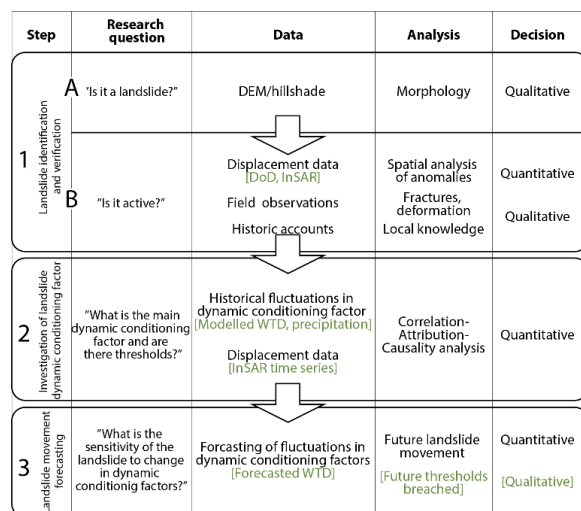 Step
Research
question
Data
Analysis
Decision
1
Landslide identification
and verification
A
"Is it a landslide?"
DEM/hillshade
Morphology
Qualitative
B
"Is it active?"
Displacement data
[DoD, InSAR]
Field observations
Historic accounts
Spatial analysis
of anomalies
Fractures,
deformation
Local knowledge
Quantitative
Qualitative
2
Investigation of landslide
dynamic conditioning factor
"What is the main
dynamic conditioning
factor and are
there thresholds?"
Historical fluctuations in
dynamic conditioning factor
[Modelled WTD, precipitation]
Displacement data
[InSAR time series]
Correlation-
Attribution-
Causality analysis
Quantitative
3
Landslide movement
forecasting
"What is the
sensitivity of the
landslide to change
in dynamic
conditioing factors?"
Forcasting of fluctuations in
dynamic conditioning factors
[Forecasted WTD]
Future landslide
movement
[Future thresholds
breached]
Quantitative
[Qualitative]